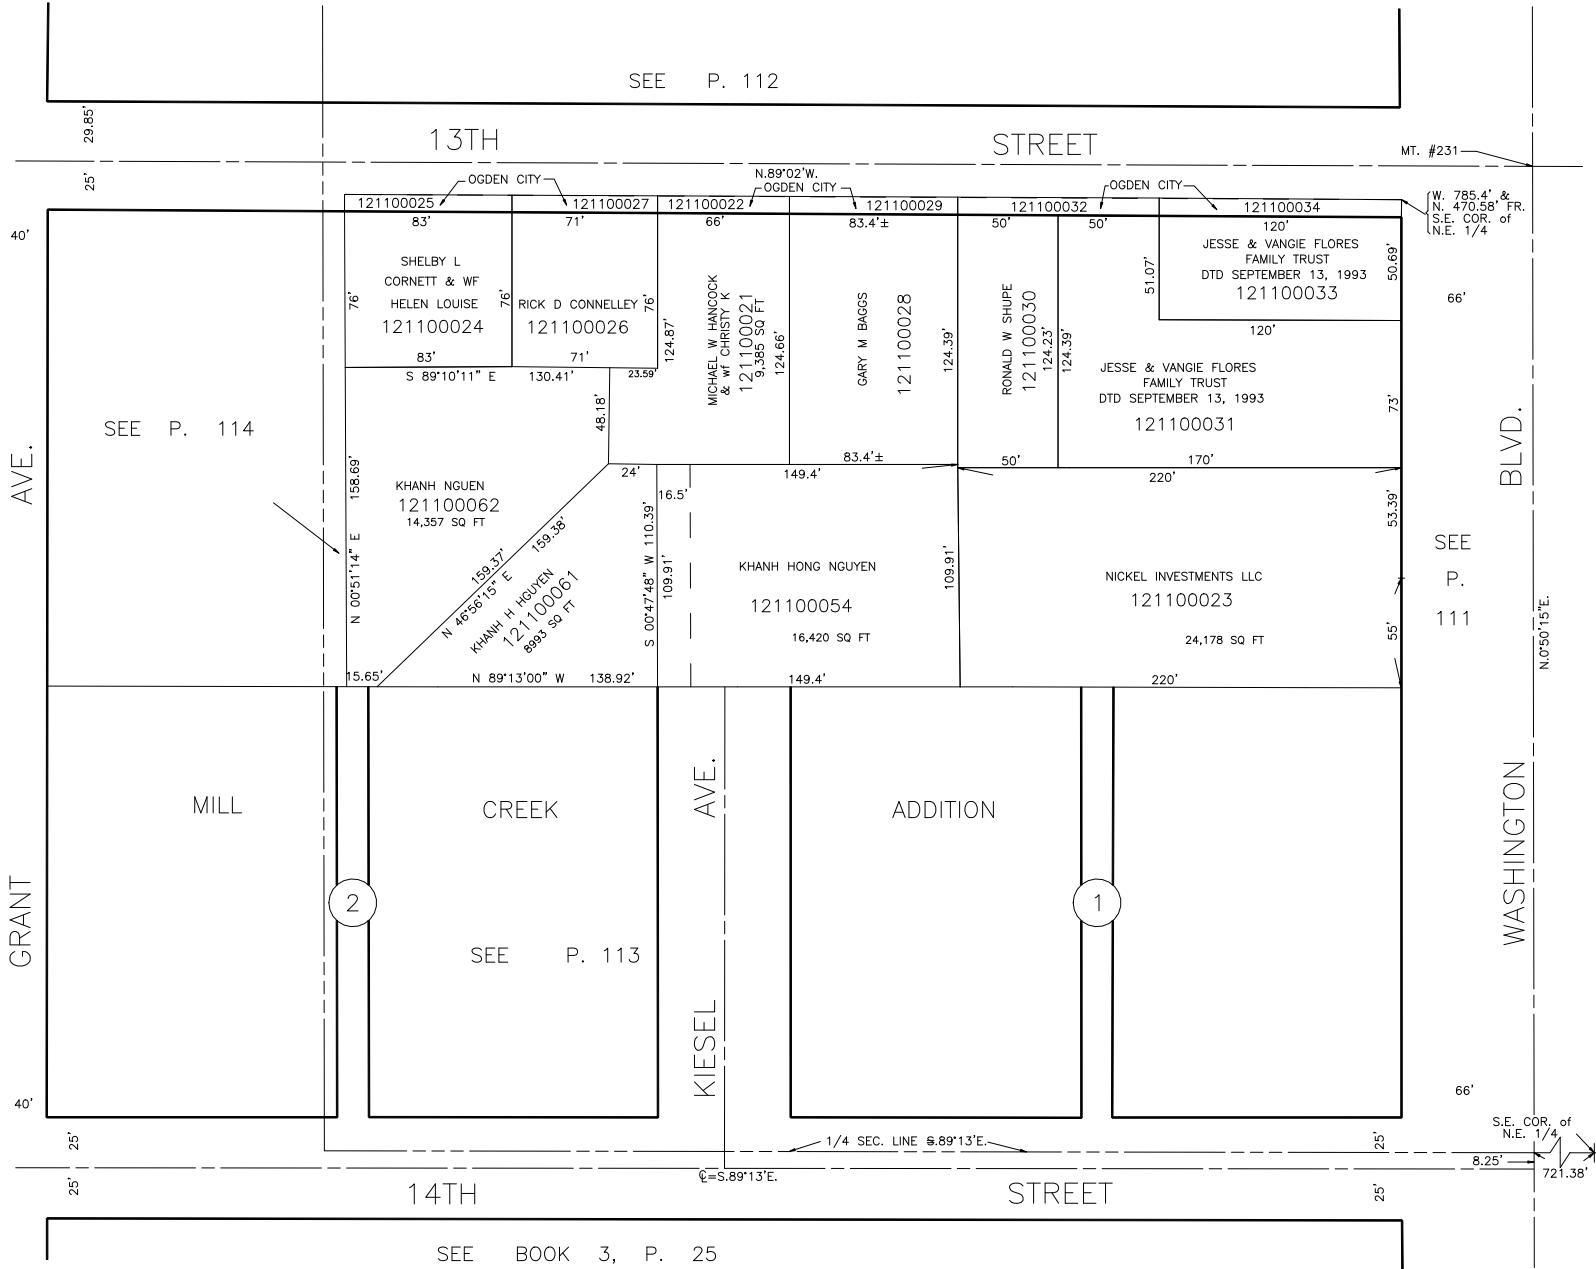 SEE P. 112
29.85'
13TH STREET
MT. #231
25'
N.89°02'W.
OGDEN CITY
OGDEN CITY
OGDEN CITY
121100025
121100027
121100022
121100029
121100032
121100034
W. 785.4' &
N. 470.58' FR.
S.E. COR. of
N.E. 1/4
40'
83'
71'
66'
83.4'±
50'
50'
120'
66'
SHELBY L
CORNETT & WF
HELEN LOUISE
121100024
76'
76'
83'
RICK D CONNELLEY
121100026
76'
71'
MICHAEL W HANCOCK
& wf CHRISTY K
121100021
9,385 SQ FT
124.87'
124.66'
GARY M BAGGS
121100028
124.39'
83.4'±
RONALD W SHUPE
121100030
124.23'
124.39'
50'
JESSE & VANGIE FLORES
FAMILY TRUST
DTD SEPTEMBER 13, 1993
121100033
51.07'
50.69'
120'
JESSE & VANGIE FLORES
FAMILY TRUST
DTD SEPTEMBER 13, 1993
121100031
73'
170'
S 89°10'11" E
130.41'
23.59'
48.18'
SEE P. 114
158.69'
N 00°51'14" E
KHANH NGUEN
121100062
14,357 SQ FT
159.37'
159.38'
N 46°56'15" E
KHANH H HGUYEN
121100061
8993 SQ FT
24'
S 00°47'48" W 110.39'
109.91'
16.5'
149.4'
KHANH HONG NGUYEN
121100054
16,420 SQ FT
109.91'
149.4'
220'
NICKEL INVESTMENTS LLC
121100023
24,178 SQ FT
53.39'
55'
220'
15.65'
N 89°13'00" W
138.92'
SEE
P.
111
N.0°50'15"E.
GRANT AVE.
WASHINGTON BLVD.
MILL CREEK ADDITION
KIESEL AVE.
2
1
SEE P. 113
40'
66'
25'
25'
1/4 SEC. LINE S.89°13'E.
S.E. COR. of
N.E. 1/4
8.25'
721.38'
℄=S.89°13'E.
25'
25'
14TH STREET
SEE BOOK 3, P. 25